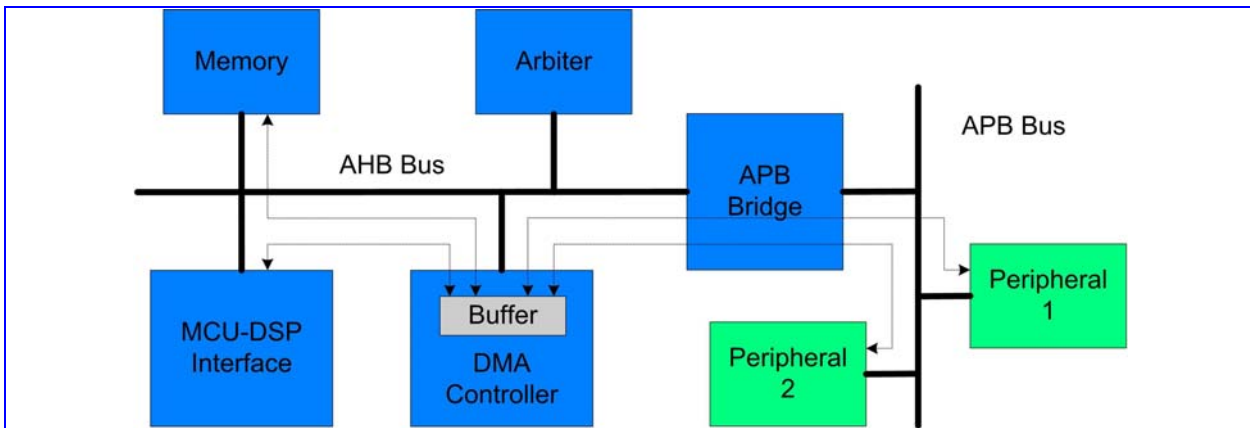 Memory
Arbiter
AHB Bus
APB
Bridge
APB Bus
MCU-DSP
Interface
Buffer
DMA
Controller
Peripheral
1
Peripheral
2